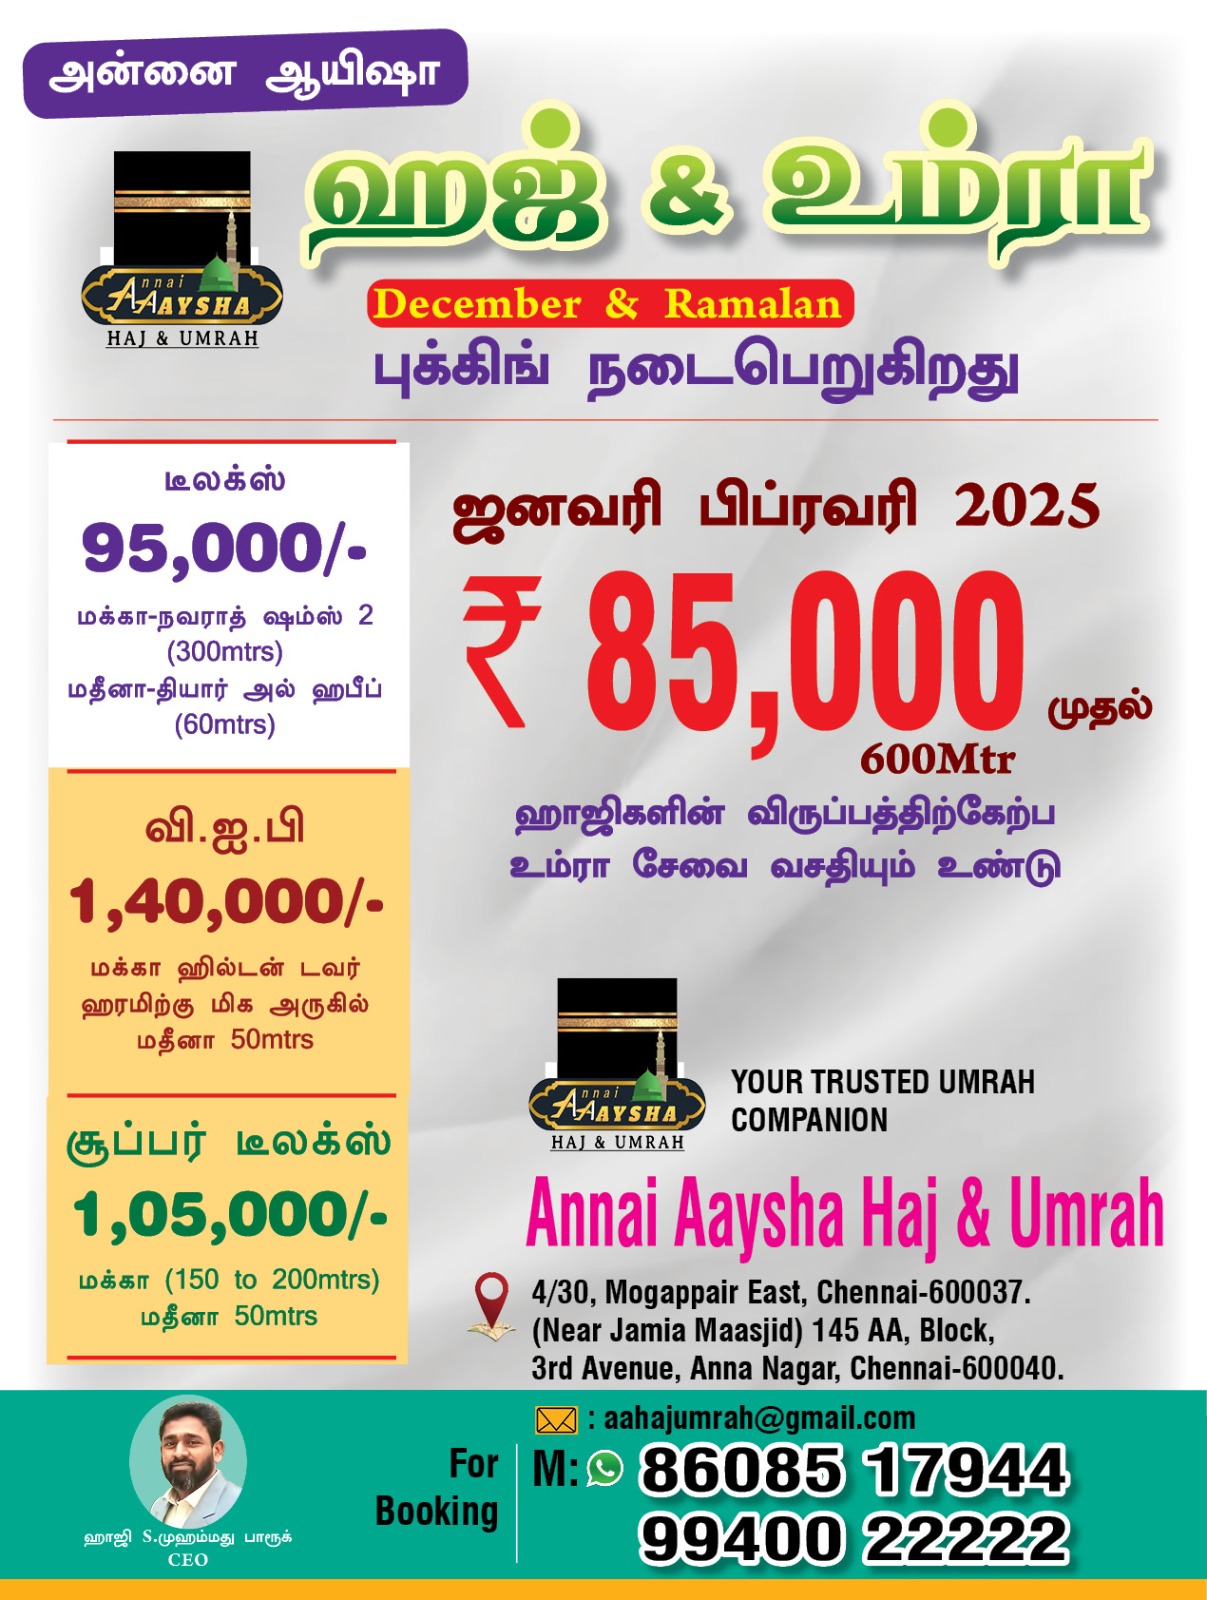 அன்னை ஆயிஷா
ஹஜ் & உம்ரா
Annai
AAAYSHA
HAJ & UMRAH
December & Ramalan
புக்கிங் நடைபெறுகிறது
டீலக்ஸ்
95,000/-
மக்கா-நவராத் ஷம்ஸ் 2
(300mtrs)
மதீனா-தியார் அல் ஹபீப்
(60mtrs)
வி.ஐ.பி
1,40,000/-
மக்கா ஹில்டன் டவர்
ஹரமிற்கு மிக அருகில்
மதீனா 50mtrs
சூப்பர் டீலக்ஸ்
1,05,000/-
மக்கா (150 to 200mtrs)
மதீனா 50mtrs
ஜனவரி பிப்ரவரி 2025
₹ 85,000 முதல்
600Mtr
ஹாஜிகளின் விருப்பத்திற்கேற்ப
உம்ரா சேவை வசதியும் உண்டு
Annai
AAAYSHA
HAJ & UMRAH
YOUR TRUSTED UMRAH
COMPANION
Annai Aaysha Haj & Umrah
4/30, Mogappair East, Chennai-600037.
(Near Jamia Maasjid) 145 AA, Block,
3rd Avenue, Anna Nagar, Chennai-600040.
: aahajumrah@gmail.com
For
Booking
M: 86085 17944
99400 22222
ஹாஜி S.முஹம்மது பாரூக்
CEO